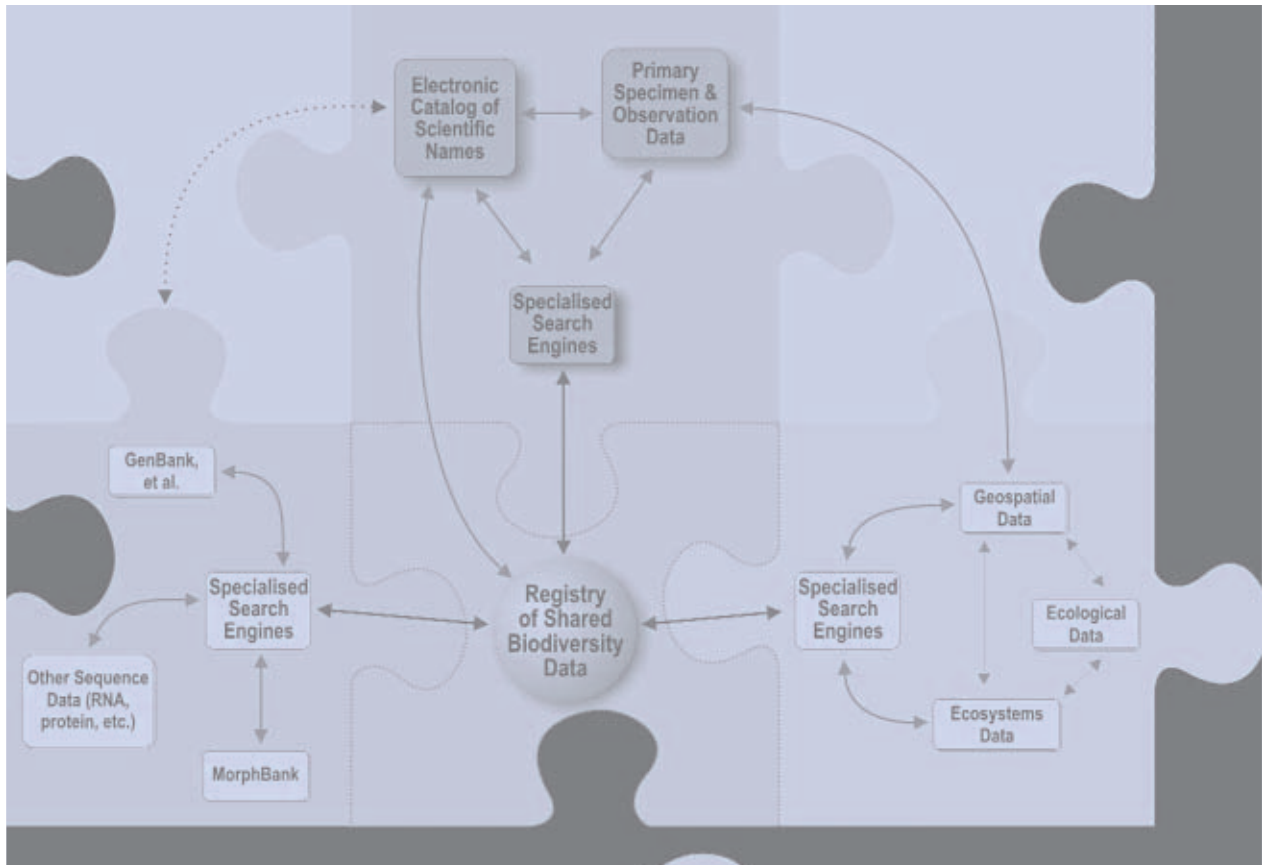 Electronic
Catalog of
Scientific
Names
Primary
Specimen &
Observation
Data
Specialised
Search
Engines
GenBank,
et al.
Specialised
Search
Engines
Other Sequence
Data (RNA,
protein, etc.)
MorphBank
Registry
of Shared
Biodiversity
Data
Specialised
Search
Engines
Geospatial
Data
Ecological
Data
Ecosystems
Data